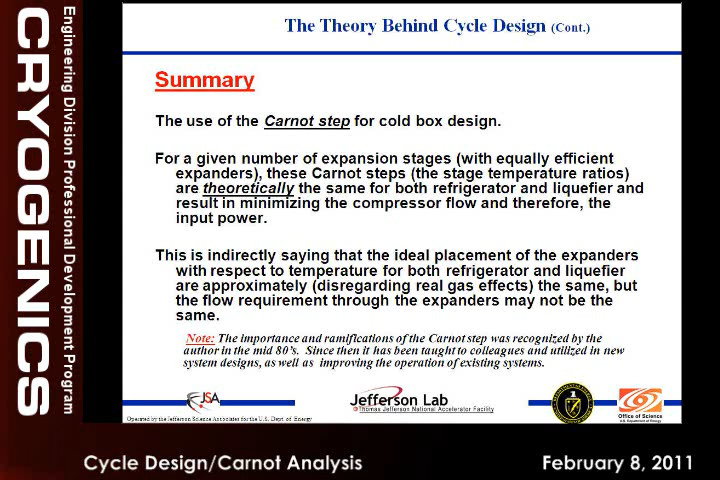 The Theory Behind Cycle Design (Cont.)
Summary
The use of the Carnot step for cold box design.
For a given number of expansion stages (with equally efficient
expanders), these Carnot steps (the stage temperature ratios)
are theoretically the same for both refrigerator and liquefier and
result in minimizing the compressor flow and therefore, the
input power.
This is indirectly saying that the ideal placement of the expanders
with respect to temperature for both refrigerator and liquefier
are approximately (disregarding real gas effects) the same, but
the flow requirement through the expanders may not be the
same.
Note: The importance and ramifications of the Carnot step was recognized by the
author in the mid 80's. Since then it has been taught to colleagues and utilized in new
system designs, as well as improving the operation of existing systems.
JSA
Jefferson Lab
Thomas Jefferson National Accelerator Facility
Operated by the Jefferson Science Associates for the U.S. Dept. of Energy
Office of Science
U.S. Department of Energy
CRYOGENICS
Engineering Division Professional Development Program
Cycle Design/Carnot Analysis
February 8, 2011